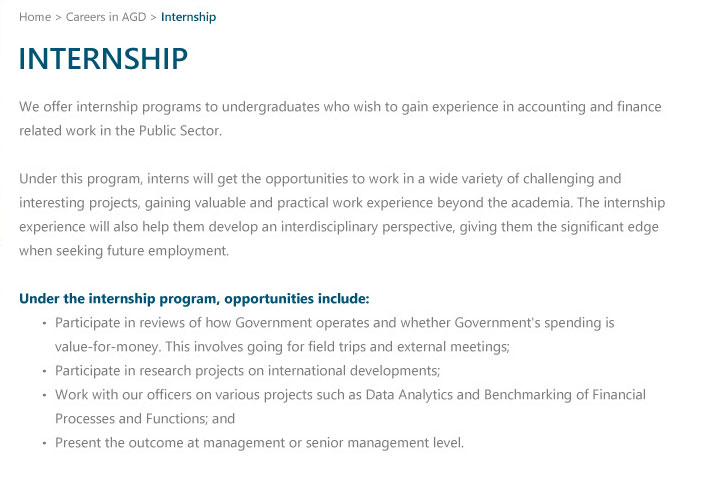 Home > Careers in AGD > Internship
INTERNSHIP
We offer internship programs to undergraduates who wish to gain experience in accounting and finance
related work in the Public Sector.
Under this program, interns will get the opportunities to work in a wide variety of challenging and
interesting projects, gaining valuable and practical work experience beyond the academia. The internship
experience will also help them develop an interdisciplinary perspective, giving them the significant edge
when seeking future employment.
Under the internship program, opportunities include:
• Participate in reviews of how Government operates and whether Government's spending is
value-for-money. This involves going for field trips and external meetings;
• Participate in research projects on international developments;
• Work with our officers on various projects such as Data Analytics and Benchmarking of Financial
Processes and Functions; and
• Present the outcome at management or senior management level.